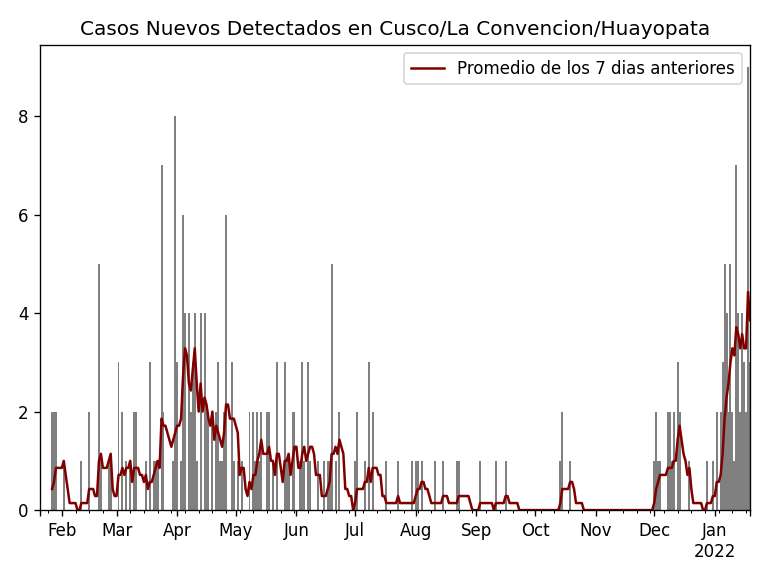 Casos Nuevos Detectados en Cusco/La Convencion/Huayopata
Promedio de los 7 dias anteriores
8
6
4
2
0
Feb Mar Apr May Jun Jul Aug Sep Oct Nov Dec Jan
2022